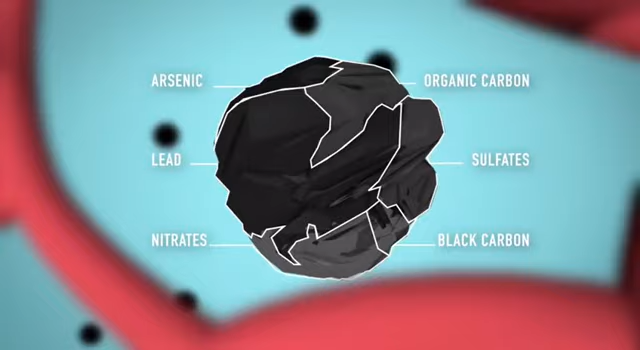 ARSENIC
ORGANIC CARBON
LEAD
SULFATES
NITRATES
BLACK CARBON